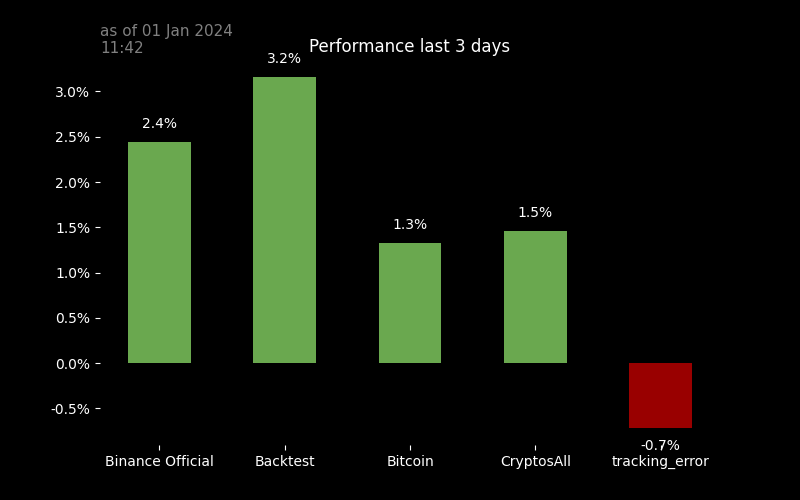 as of 01 Jan 2024
11:42
Performance last 3 days
3.2%
3.0%
2.4%
2.5%
2.0%
1.5%
1.5%
1.3%
1.0%
0.5%
0.0%
-0.5%
-0.7%
Binance Official
Backtest
Bitcoin
CryptosAll
tracking_error